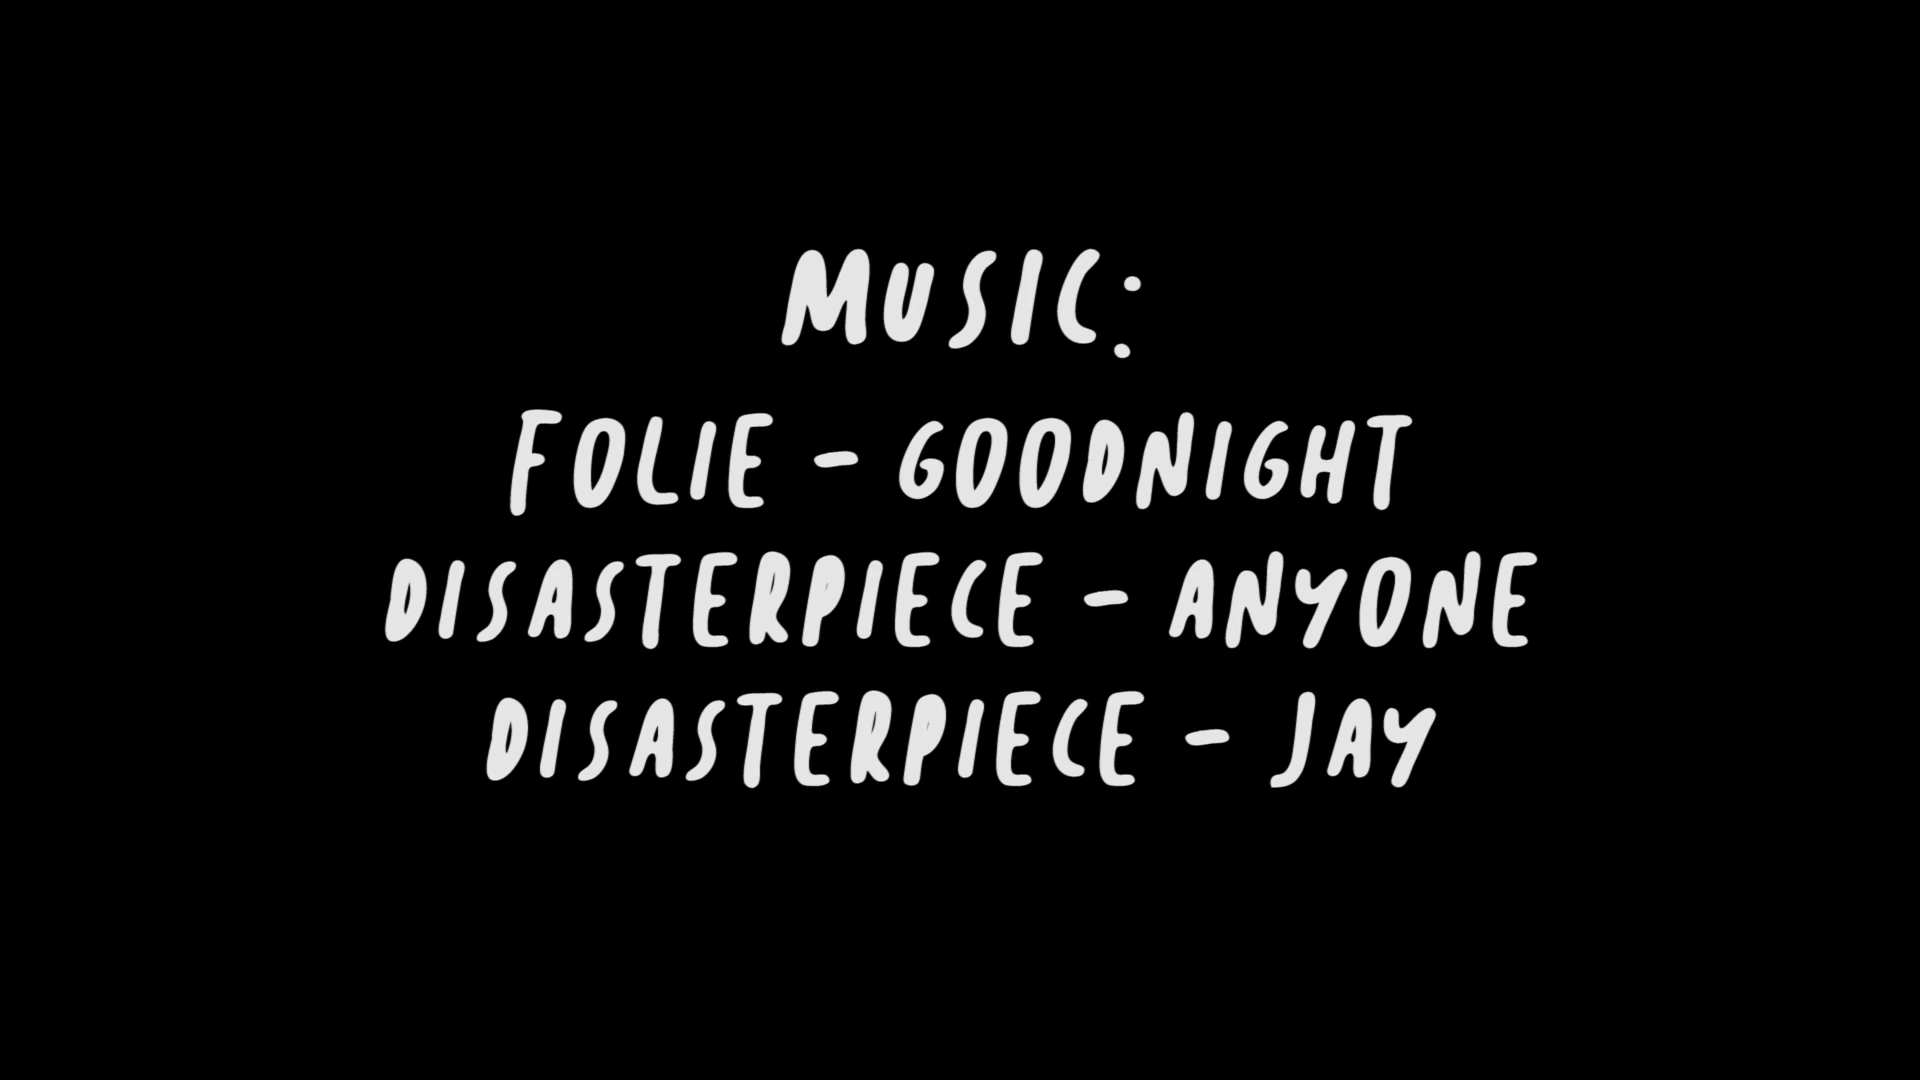 MUSIC:
FOLIE - GOODNIGHT
DISASTERPIECE - ANYONE
DISASTERPIECE - JAY